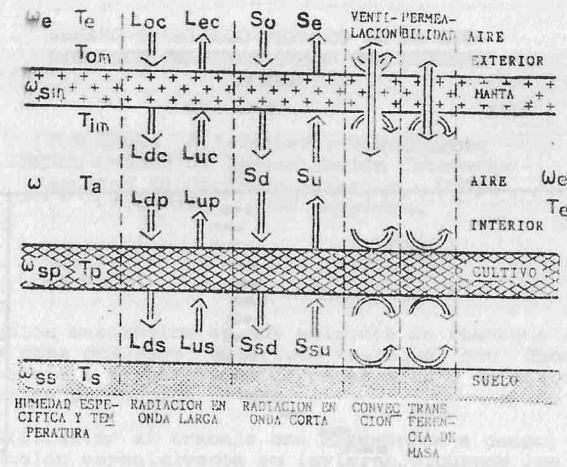 ωe Te Loc Lec So Se VENTI- PERMEA-
LACION BILIDAD AIRE
Tom EXTERIOR
ωsin MANTA
Tim
Ldc Luc
ω Ta Sd Su AIRE ωe
Ldp Lup Te
INTERIOR
ωsp Tp CULTIVO
Lds Lus Ssd Ssu
ωss Ts SUELO
HUMEDAD ESPE- RADIACION EN RADIACION EN CONVEC TRANS
CIFICA Y TEM ONDA LARGA ONDA CORTA CION FEREN-
PERATURA CIA DE
MASA